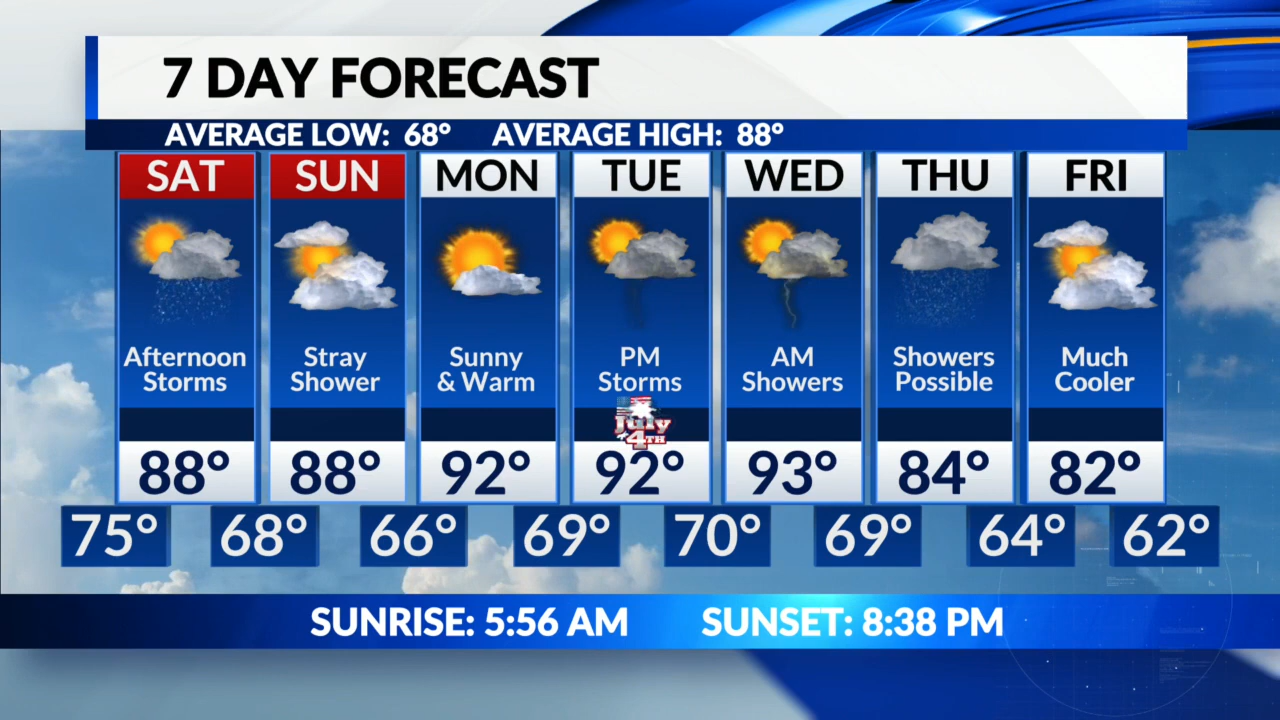 7 DAY FORECAST
AVERAGE LOW: 68° AVERAGE HIGH: 88°
SAT SUN MON TUE WED THU FRI
Afternoon Storms
Stray Shower
Sunny & Warm
PM Storms
AM Showers
Showers Possible
Much Cooler
July 4TH
88° 88° 92° 92° 93° 84° 82°
75° 68° 66° 69° 70° 69° 64° 62°
SUNRISE: 5:56 AM SUNSET: 8:38 PM